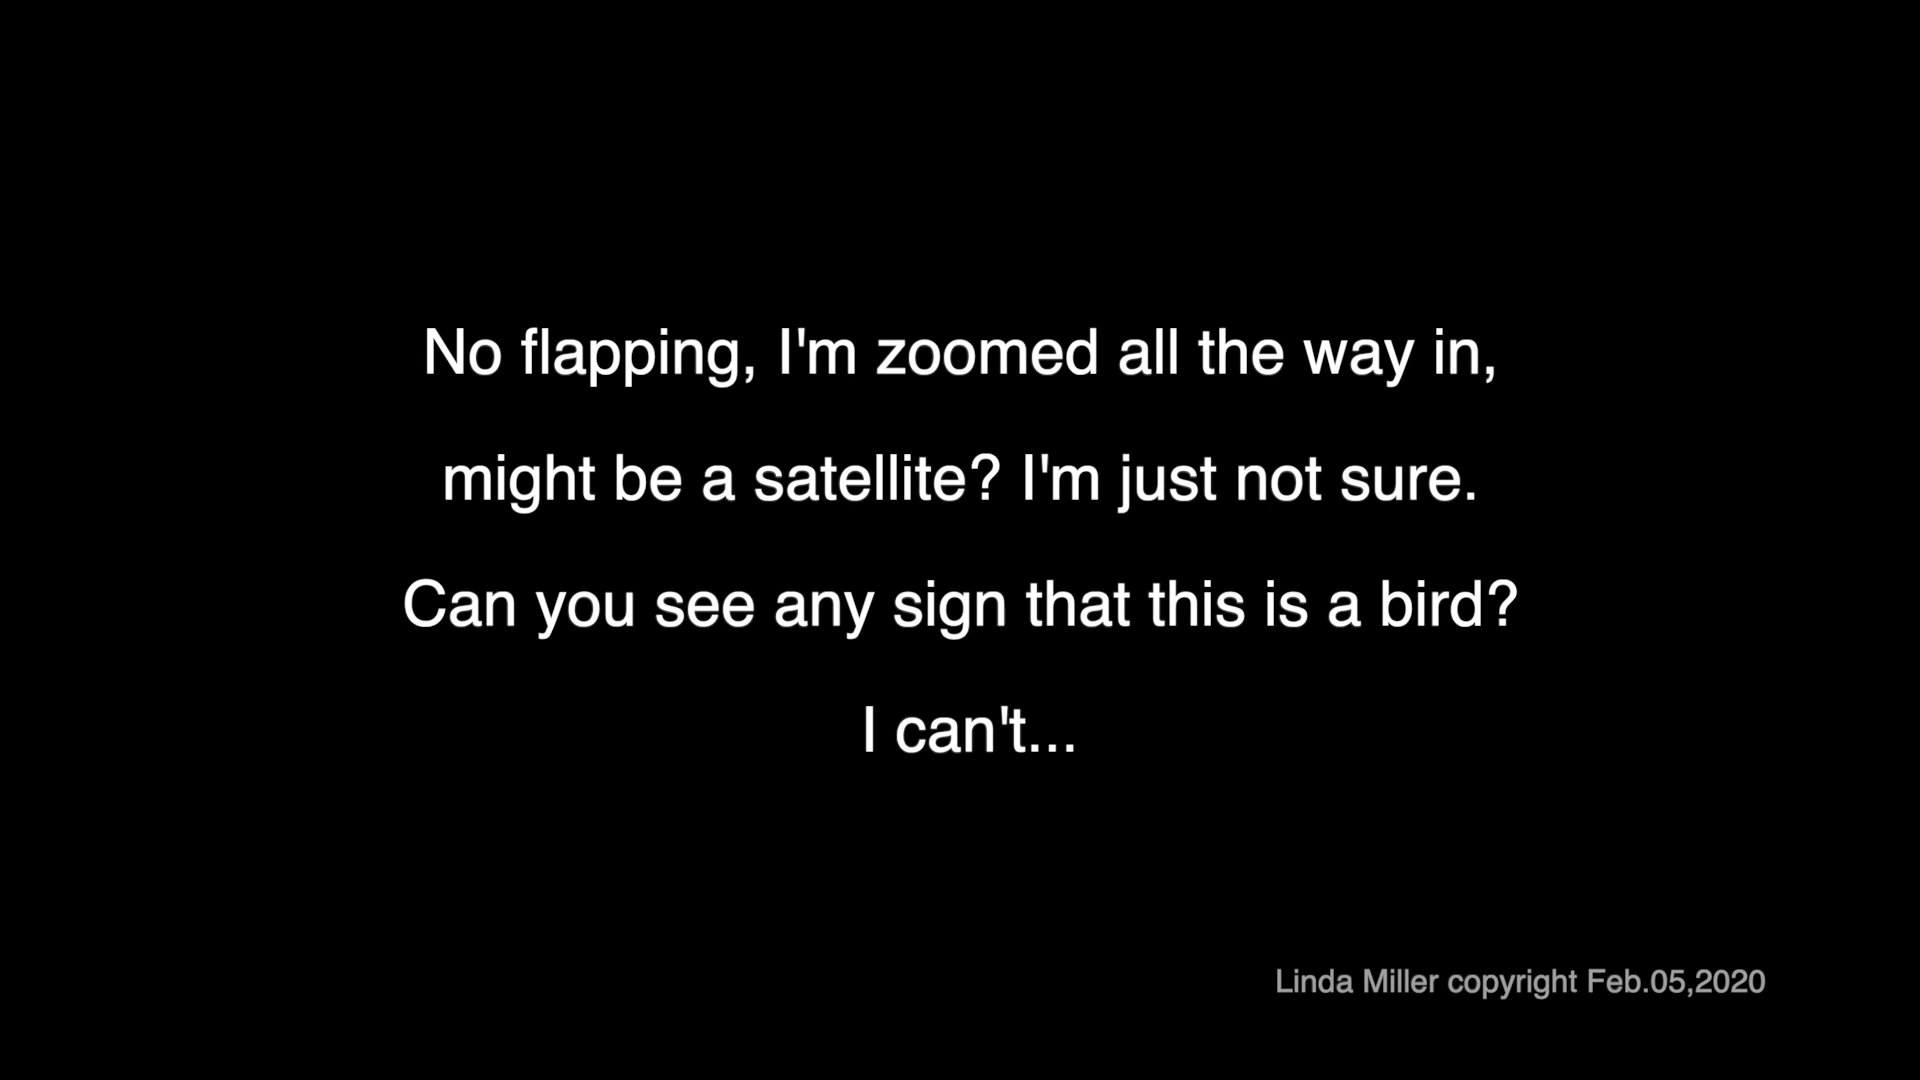 No flapping, I'm zoomed all the way in,
might be a satellite? I'm just not sure.
Can you see any sign that this is a bird?
I can't...
Linda Miller copyright Feb.05,2020